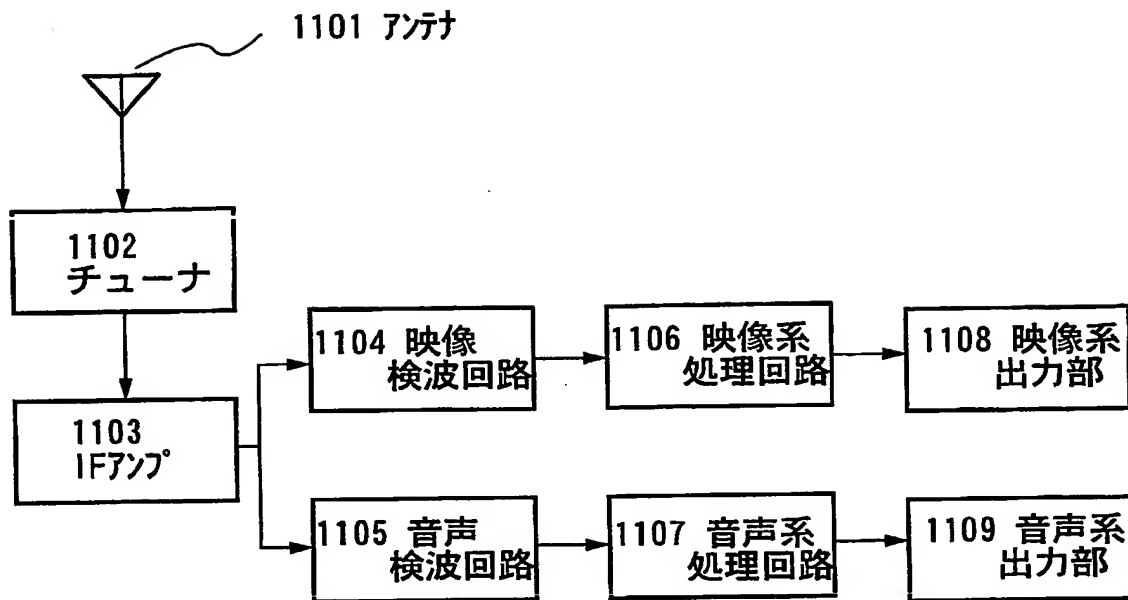 1101 アンテナ
1102
チューナ
1103
IFアンプ
1104 映像
検波回路
1106 映像系
処理回路
1108 映像系
出力部
1105 音声
検波回路
1107 音声系
処理回路
1109 音声系
出力部